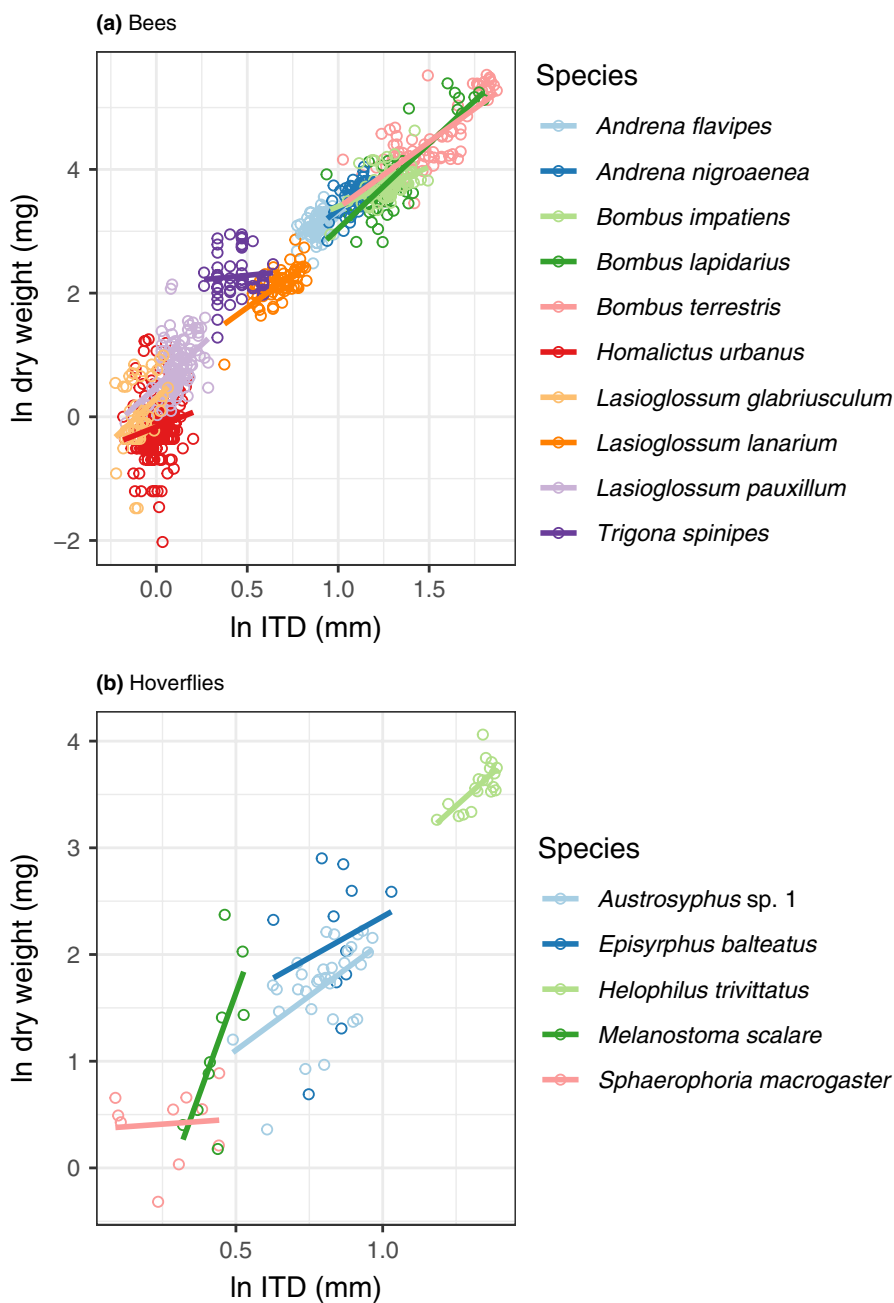 (a) Bees
ln dry weight (mg)
4
2
0
−2
0.0 0.5 1.0 1.5
ln ITD (mm)
Species
Andrena flavipes
Andrena nigroaenea
Bombus impatiens
Bombus lapidarius
Bombus terrestris
Homalictus urbanus
Lasioglossum glabriusculum
Lasioglossum lanarium
Lasioglossum pauxillum
Trigona spinipes
(b) Hoverflies
ln dry weight (mg)
4
3
2
1
0
0.5 1.0
ln ITD (mm)
Species
Austrosyphus sp. 1
Episyrphus balteatus
Helophilus trivittatus
Melanostoma scalare
Sphaerophoria macrogaster